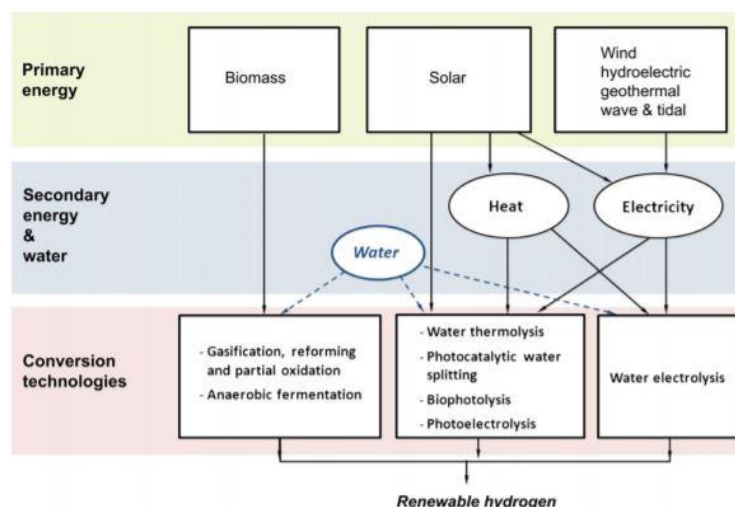 Primary
energy
Biomass
Solar
Wind
hydroelectric
geothermal
wave & tidal
Secondary
energy
&
water
Heat
Electricity
Water
Conversion
technologies
- Gasification, reforming
and partial oxidation
- Anaerobic fermentation
- Water thermolysis
- Photocatalytic water
splitting
- Biophotolysis
- Photoelectrolysis
Water electrolysis
Renewable hydrogen